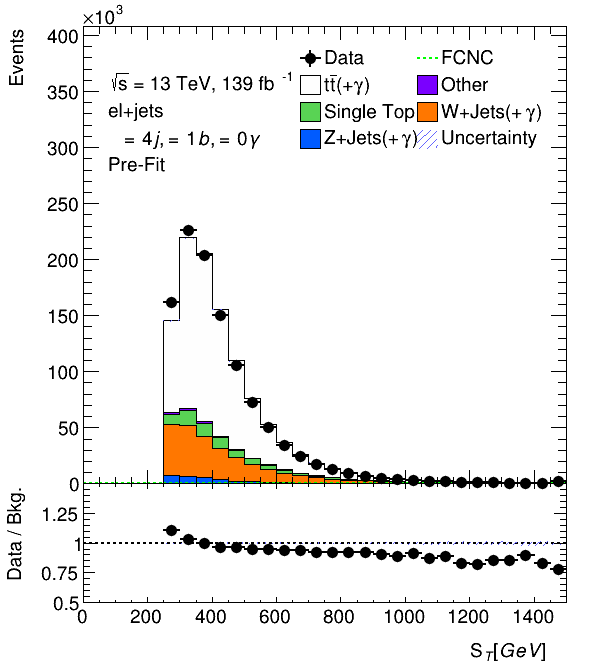 ×10³
Events
400
350
300
250
200
150
100
50
0
√s = 13 TeV, 139 fb⁻¹
el+jets
= 4j, = 1b, = 0γ
Pre-Fit
Data
FCNC
tt̄(+γ)
Other
Single Top
W+Jets(+γ)
Z+Jets(+γ)
Uncertainty
Data / Bkg.
1.25
1
0.75
0.5
0 200 400 600 800 1000 1200 1400
S_T[GeV]